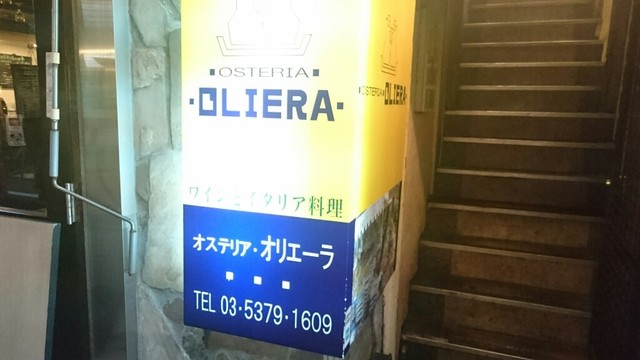 OSTERIA
·OLIERA·
ワインとイタリア料理
オステリア・オリエーラ
TEL 03・5379・1609
OSTERIA
OLIERA·